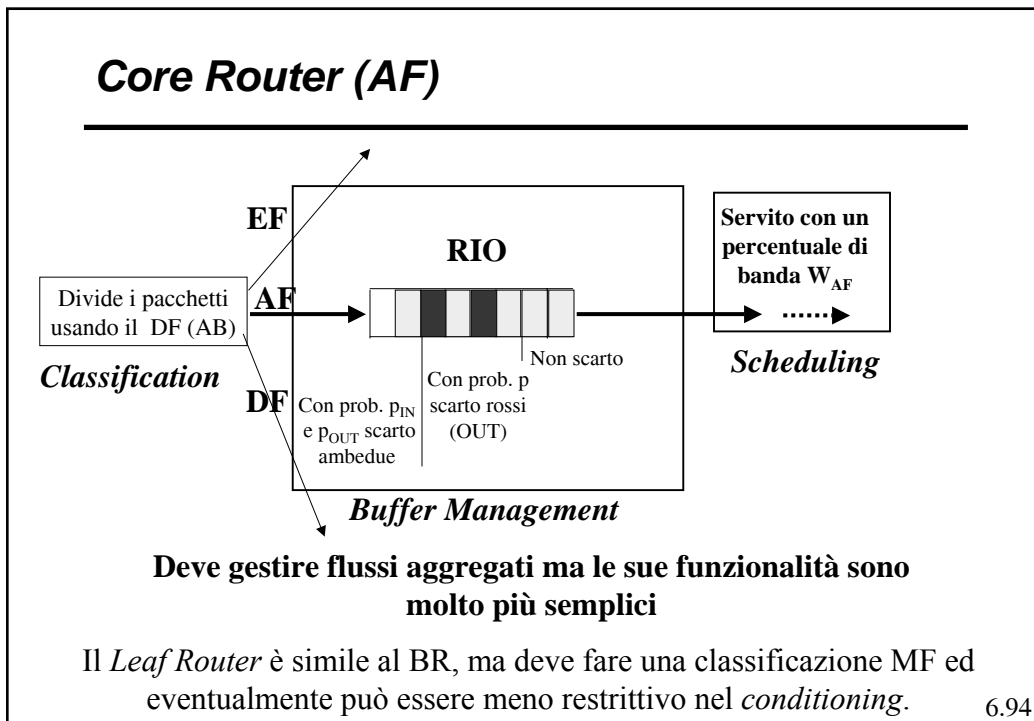 Core Router (AF)
EF
RIO
Servito con un
percentuale di
banda W_AF
Divide i pacchetti
usando il DF (AB)
AF
Classification
Non scarto
Scheduling
Con prob. p
scarto rossi
(OUT)
DF
Con prob. p_IN
e p_OUT scarto
ambedue
Buffer Management
Deve gestire flussi aggregati ma le sue funzionalità sono
molto più semplici
Il Leaf Router è simile al BR, ma deve fare una classificazione MF ed
eventualmente può essere meno restrittivo nel conditioning.
6.94